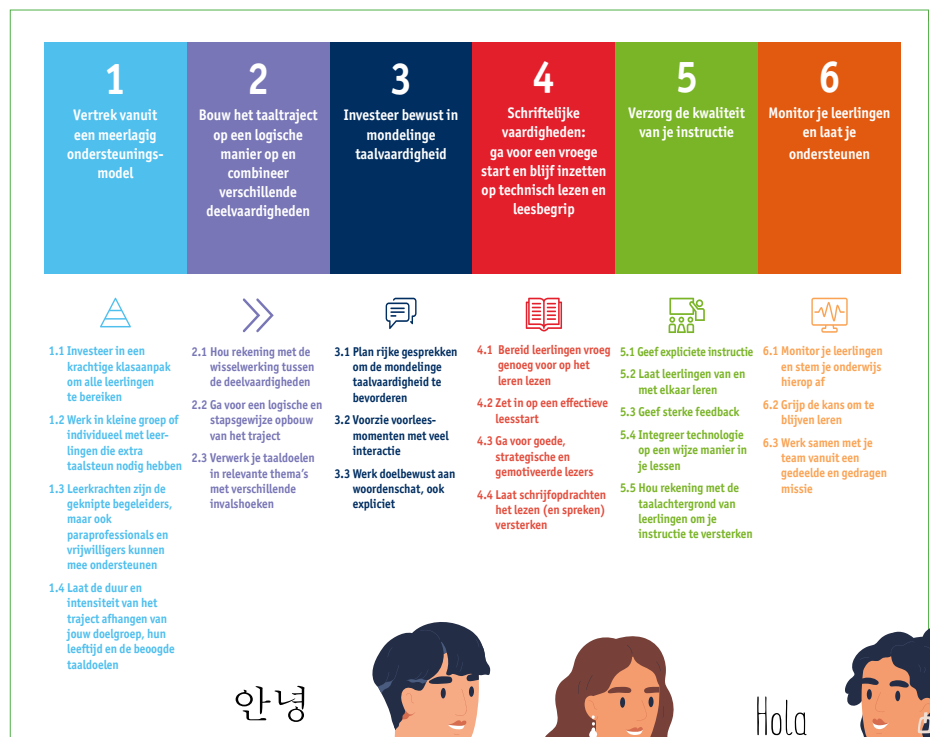 1
Vertrek vanuit
een meerlagig
ondersteunings-
model
2
Bouw het taaltraject
op een logische
manier op en
combineer
verschillende
deelvaardigheden
3
Investeer bewust in
mondelinge
taalvaardigheid
4
Schriftelijke
vaardigheden:
ga voor een vroege
start en blijf inzetten
op technisch lezen en
leesbegrip
5
Verzorg de kwaliteit
van je instructie
6
Monitor je leerlingen
en laat je
ondersteunen
1.1 Investeer in een
krachtige klasaanpak
om alle leerlingen
te bereiken
1.2 Werk in kleine groep of
individueel met leer-
lingen die extra
taalsteun nodig hebben
1.3 Leerkrachten zijn de
geknipte begeleiders,
maar ook
paraprofessionals en
vrijwilligers kunnen
mee ondersteunen
1.4 Laat de duur en
intensiteit van het
traject afhangen van
jouw doelgroep, hun
leeftijd en de beoogde
taaldoelen
2.1 Hou rekening met de
wisselwerking tussen
de deelvaardigheden
2.2 Ga voor een logische en
stapsgewijze opbouw
van het traject
2.3 Verwerk je taaldoelen
in relevante thema's
met verschillende
invalshoeken
3.1 Plan rijke gesprekken
om de mondelinge
taalvaardigheid te
bevorderen
3.2 Voorzie voorlees-
momenten met veel
interactie
3.3 Werk doelbewust aan
woordenschat, ook
expliciet
4.1 Bereid leerlingen vroeg
genoeg voor op het
leren lezen
4.2 Zet in op een effectieve
leesstart
4.3 Ga voor goede,
strategische en
gemotiveerde lezers
4.4 Laat schrijfopdrachten
het lezen (en spreken)
versterken
5.1 Geef expliciete instructie
5.2 Laat leerlingen van en
met elkaar leren
5.3 Geef sterke feedback
5.4 Integreer technologie
op een wijze manier in
je lessen
5.5 Hou rekening met de
taalachtergrond van
leerlingen om je
instructie te versterken
6.1 Monitor je leerlingen
en stem je onderwijs
hierop af
6.2 Grijp de kans om te
blijven leren
6.3 Werk samen met je
team vanuit een
gedeelde en gedragen
missie
안녕
Hola